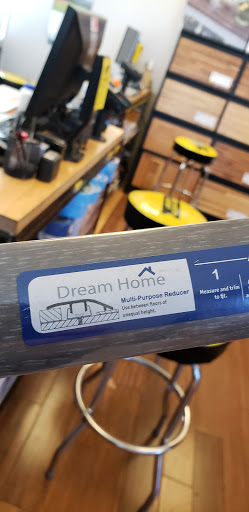 Dream Home
Multi-Purpose Reducer
Use between floors of
unequal height.
1
Measure and trim
to fit.